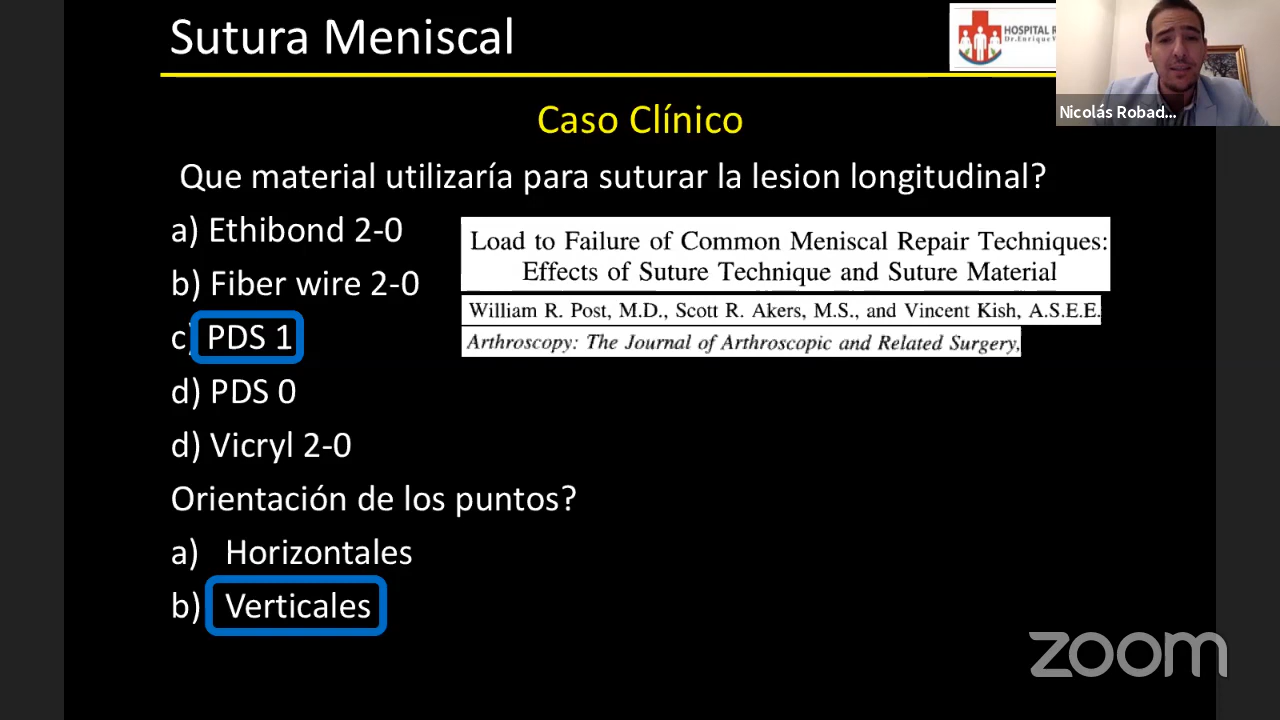 Sutura Meniscal
HOSPITAL R
Dr. Enrique V
Nicolás Robad...
Caso Clínico
Que material utilizaría para suturar la lesion longitudinal?
a) Ethibond 2-0
b) Fiber wire 2-0
c) PDS 1
d) PDS 0
d) Vicryl 2-0
Load to Failure of Common Meniscal Repair Techniques:
Effects of Suture Technique and Suture Material
William R. Post, M.D., Scott R. Akers, M.S., and Vincent Kish, A.S.E.E.
Arthroscopy: The Journal of Arthroscopic and Related Surgery,
Orientación de los puntos?
a) Horizontales
b) Verticales
zoom